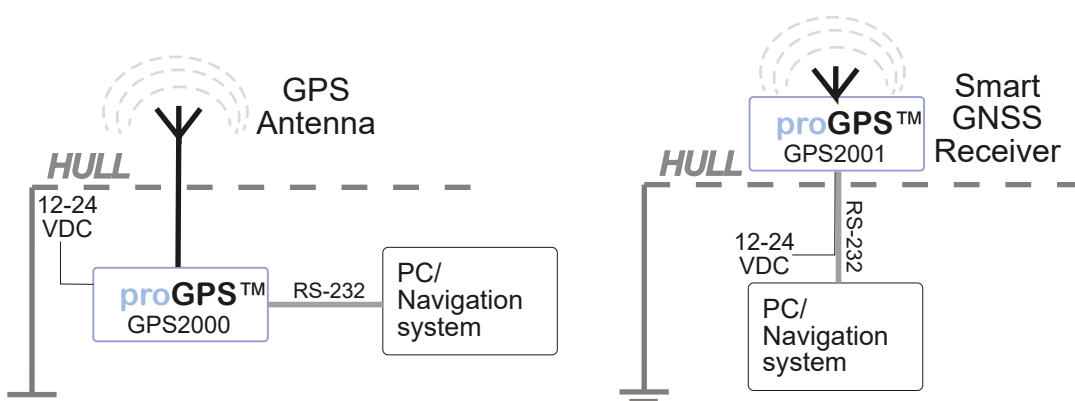 GPS
Antenna
HULL
12-24
VDC
proGPS™
GPS2000
RS-232
PC/
Navigation
system
Smart
GNSS
Receiver
proGPS™
GPS2001
HULL
12-24
VDC
RS-232
PC/
Navigation
system